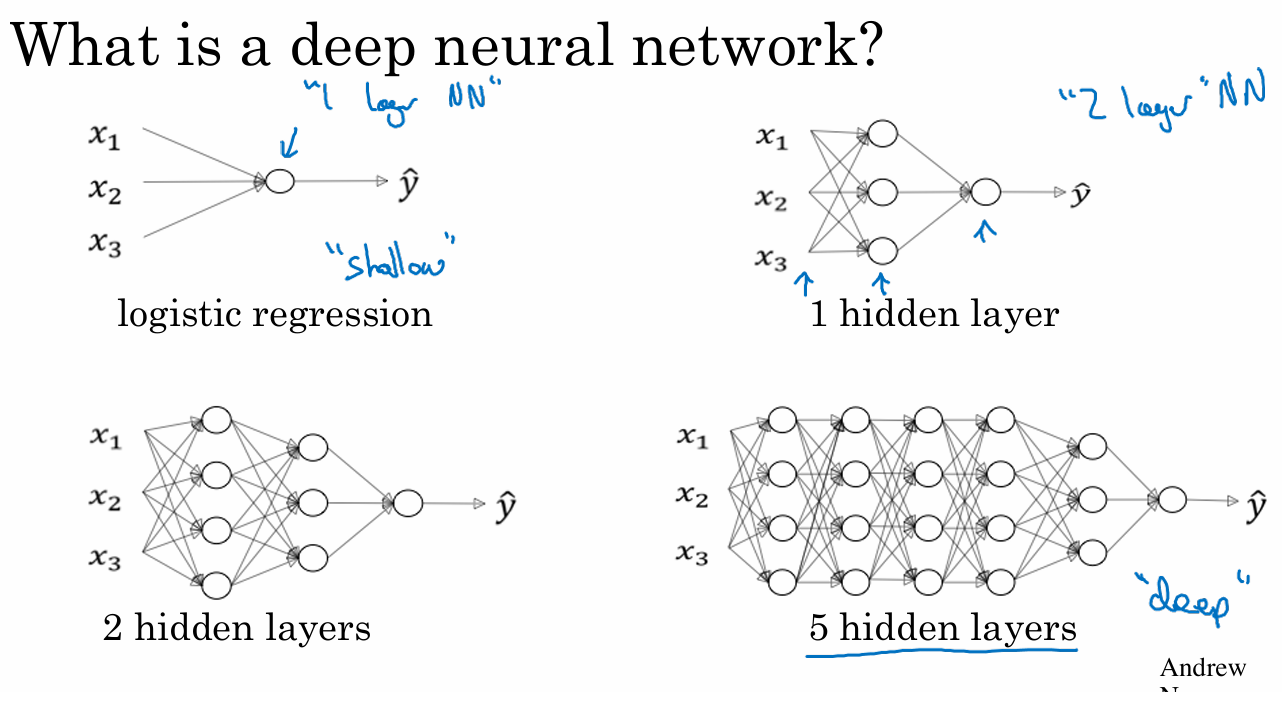 What is a deep neural network?
"1 layer NN"
"2 layer" NN
x₁
x₂
x₃
ŷ
"shallow"
logistic regression
x₁
x₂
x₃
ŷ
1 hidden layer
x₁
x₂
x₃
ŷ
2 hidden layers
x₁
x₂
x₃
ŷ
"deep"
5 hidden layers
Andrew